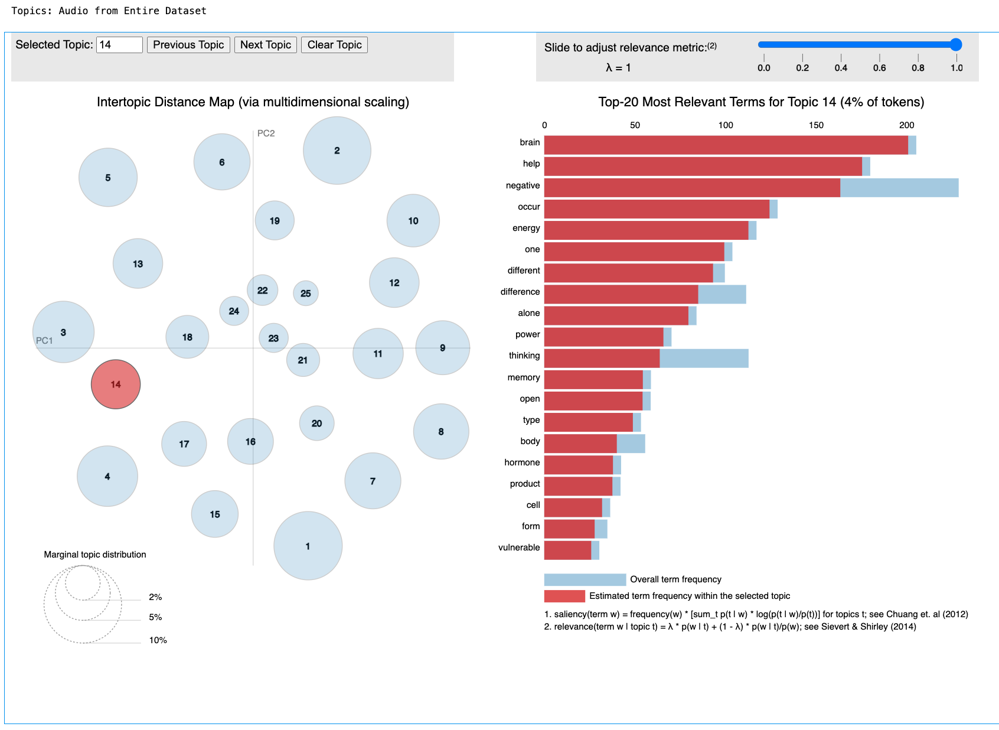 Topics: Audio from Entire Dataset
Selected Topic: 14 Previous Topic Next Topic Clear Topic
Slide to adjust relevance metric:(2)
λ = 1
0.0 0.2 0.4 0.6 0.8 1.0
Intertopic Distance Map (via multidimensional scaling)
PC2
2
6
5
19
10
13
12
22
25
24
3
PC1
18
23
21
11
9
14
20
8
17
16
4
7
15
1
Marginal topic distribution
2%
5%
10%
Top-20 Most Relevant Terms for Topic 14 (4% of tokens)
0 50 100 150 200
brain
help
negative
occur
energy
one
different
difference
alone
power
thinking
memory
open
type
body
hormone
product
cell
form
vulnerable
Overall term frequency
Estimated term frequency within the selected topic
1. saliency(term w) = frequency(w) * [sum_t p(t | w) * log(p(t | w)/p(t))] for topics t; see Chuang et. al (2012)
2. relevance(term w | topic t) = λ * p(w | t) + (1 - λ) * p(w | t)/p(w); see Sievert & Shirley (2014)